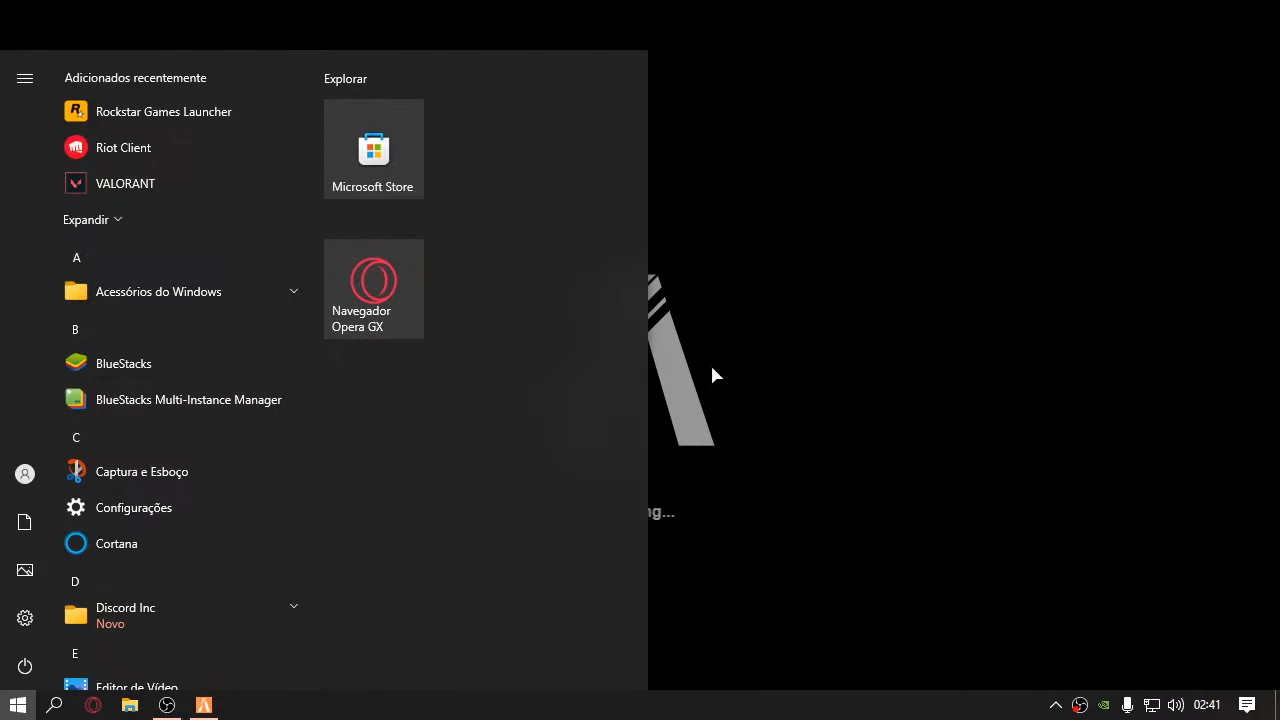 Adicionados recentemente
Rockstar Games Launcher
Riot Client
VALORANT
Expandir
A
Acessórios do Windows
B
BlueStacks
BlueStacks Multi-Instance Manager
C
Captura e Esboço
Configurações
Cortana
D
Discord Inc
Novo
E
Editor de Vídeo
Explorar
Microsoft Store
Navegador
Opera GX
ng...
02:41